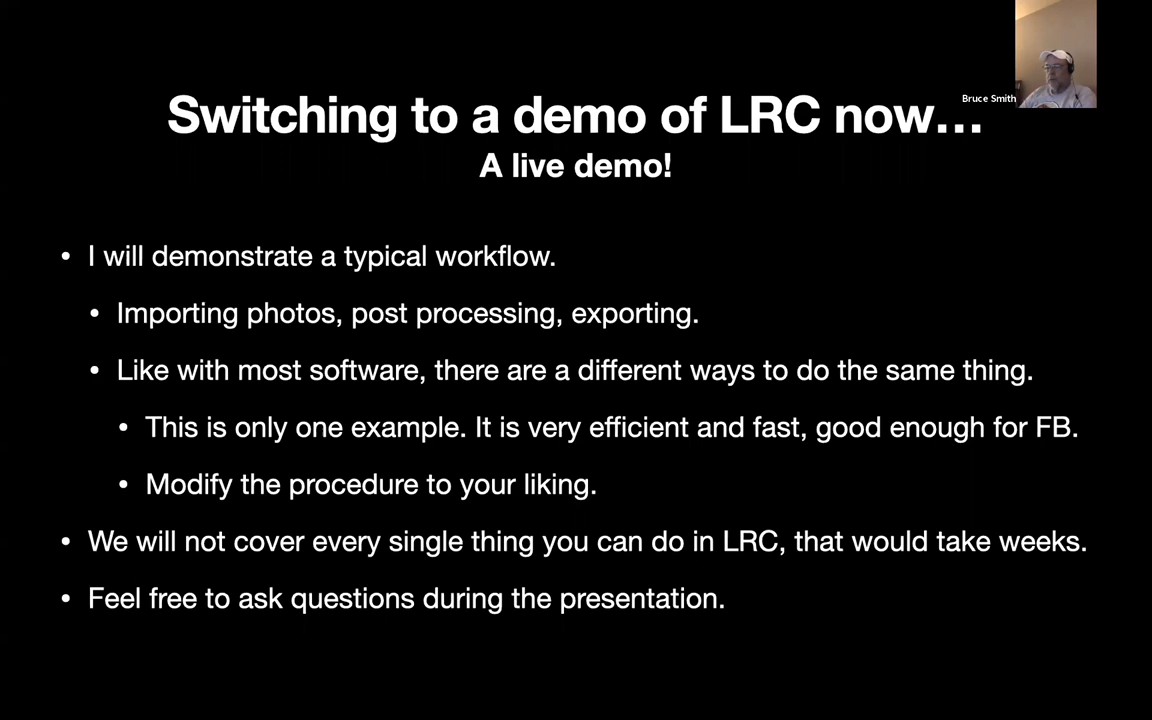 Bruce Smith
Switching to a demo of LRC now…
A live demo!
• I will demonstrate a typical workflow.
• Importing photos, post processing, exporting.
• Like with most software, there are a different ways to do the same thing.
• This is only one example. It is very efficient and fast, good enough for FB.
• Modify the procedure to your liking.
• We will not cover every single thing you can do in LRC, that would take weeks.
• Feel free to ask questions during the presentation.